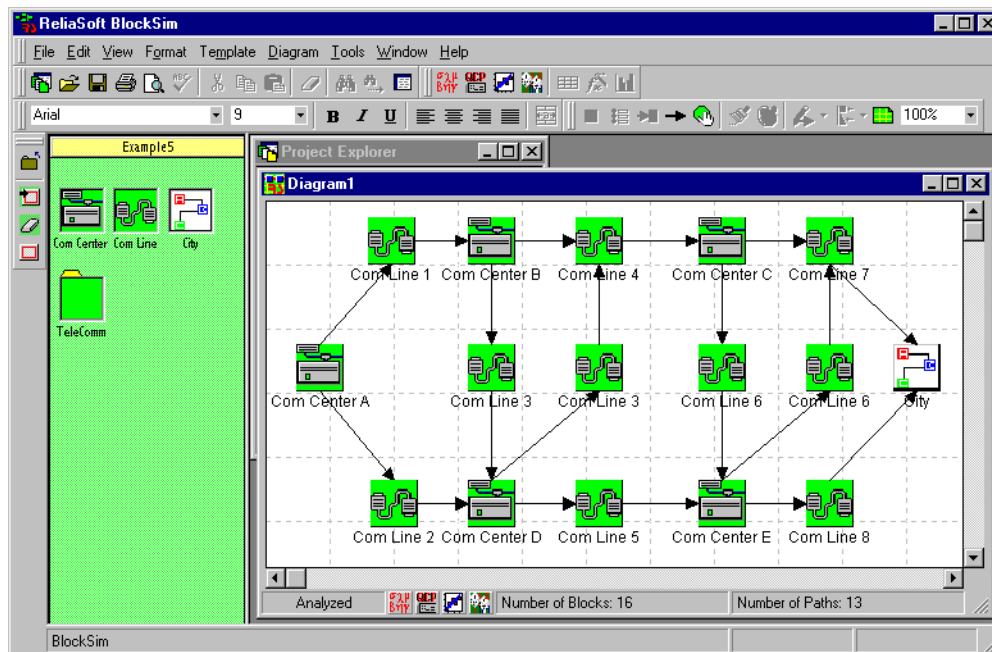 ReliaSoft BlockSim
File Edit View Format Template Diagram Tools Window Help
Arial 9 B I U 100%
Example5
Com Center Com Line City
TeleComm
Project Explorer
Diagram1
Com Line 1 Com Center B Com Line 4 Com Center C Com Line 7
Com Center A Com Line 3 Com Line 3 Com Line 6 Com Line 6 City
Com Line 2 Com Center D Com Line 5 Com Center E Com Line 8
Analyzed QCP Number of Blocks: 16 Number of Paths: 13
BlockSim